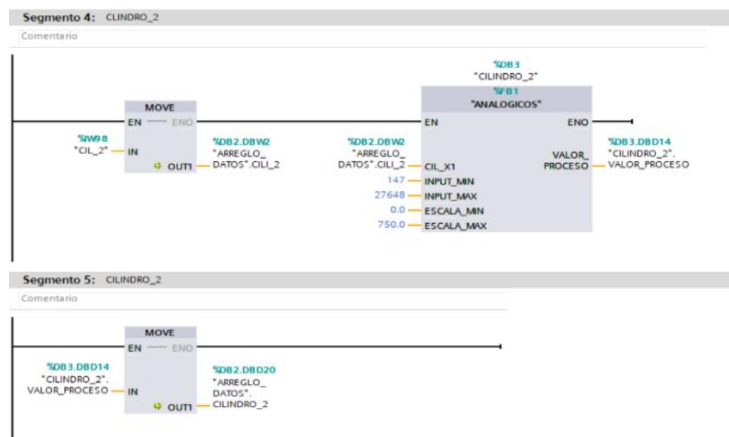 Segmento 4: CLINDRO_2
Comentario
%DB3
"CILINDRO_2"
%FB1
"ANALOGICOS"
MOVE
EN ENO
%IW98
"CIL_2" IN
OUT1
%DB2.DBW2
"ARREGLO_
DATOS".CILI_2
%DB2.DBW2
"ARREGLO_
DATOS".CILI_2
EN ENO
CIL_X1
147 INPUT_MIN
27648 INPUT_MAX
0.0 ESCALA_MIN
750.0 ESCALA_MAX
VALOR_
PROCESO
%DB3.DBD14
"CILINDRO_2".
VALOR_PROCESO
Segmento 5: CILINDRO_2
Comentario
MOVE
EN ENO
%DB3.DBD14
"CILINDRO_2".
VALOR_PROCESO IN
OUT1
%DB2.DBD20
"ARREGLO_
DATOS".
CILINDRO_2